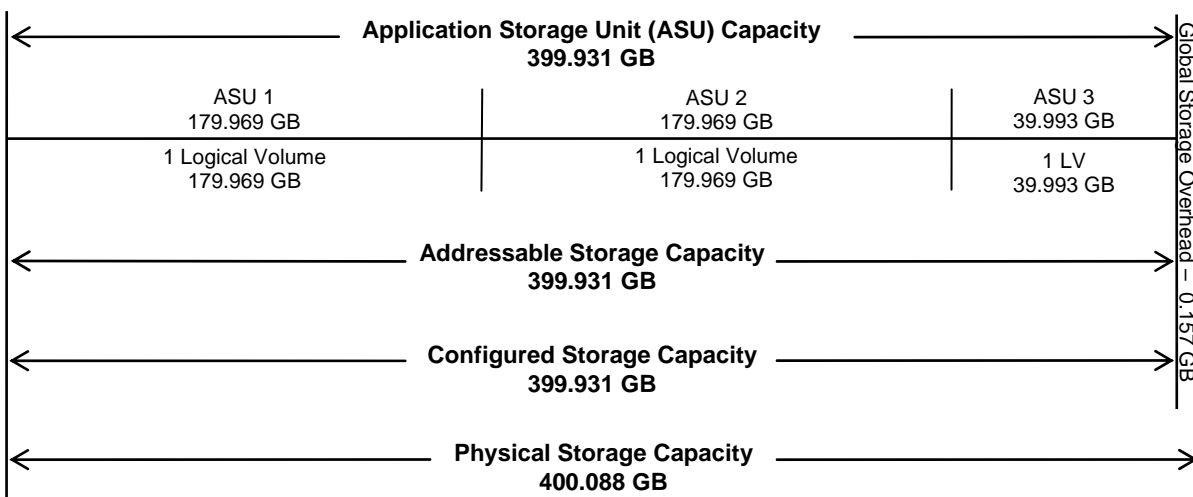 Application Storage Unit (ASU) Capacity
399.931 GB
ASU 1
179.969 GB
ASU 2
179.969 GB
ASU 3
39.993 GB
1 Logical Volume
179.969 GB
1 Logical Volume
179.969 GB
1 LV
39.993 GB
Addressable Storage Capacity
399.931 GB
Configured Storage Capacity
399.931 GB
Physical Storage Capacity
400.088 GB
Global Storage Overhead – 0.157 GB